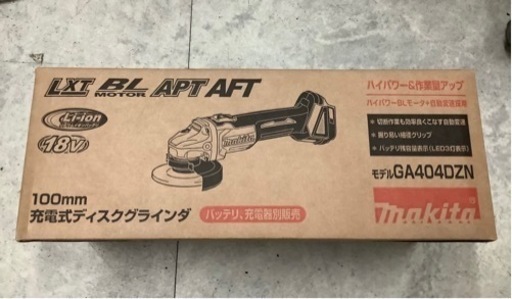 LXT BL MOTOR APT AFT
Li-ion
18V
makita
100mm
充電式ディスクグラインダ
バッテリ、充電器別販売
ハイパワー&作業量アップ
ハイパワーBLモータ+自動変速搭載
・切断作業も効率良くこなす自動変速
・握り易い細径グリップ
・バッテリ残容量表示(LED3灯表示)
モデルGA404DZN
makita